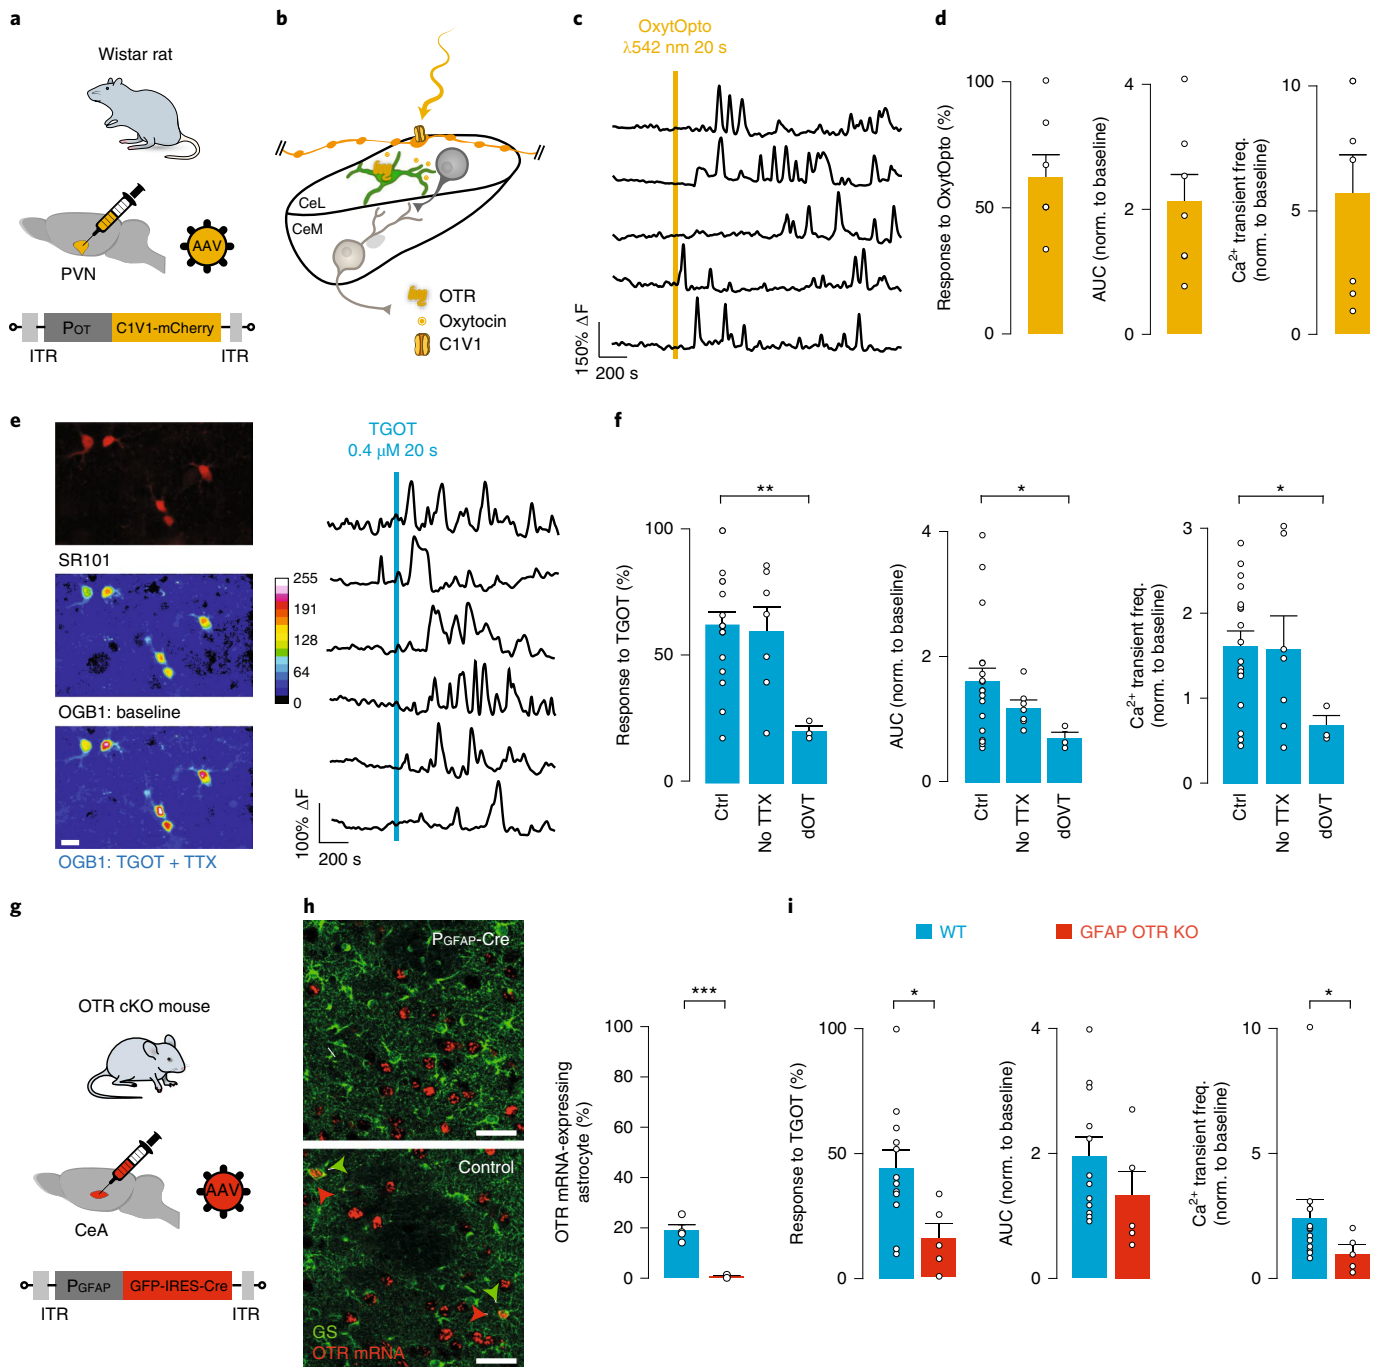 a
Wistar rat
PVN
AAV
POT
C1V1-mCherry
ITR
ITR
b
CeL
CeM
OTR
Oxytocin
C1V1
c
OxytOpto
λ542 nm 20 s
150% ΔF
200 s
d
Response to OxytOpto (%)
100
50
0
AUC (norm. to baseline)
4
2
0
Ca2+ transient freq.
(norm. to baseline)
10
5
0
e
SR101
OGB1: baseline
OGB1: TGOT + TTX
255
191
128
64
0
TGOT
0.4 μM 20 s
100% ΔF
200 s
f
Response to TGOT (%)
100
50
0
**
Ctrl
No TTX
dOVT
AUC (norm. to baseline)
4
2
0
*
Ctrl
No TTX
dOVT
Ca2+ transient freq.
(norm. to baseline)
3
2
1
0
*
Ctrl
No TTX
dOVT
g
OTR cKO mouse
CeA
AAV
PGFAP
GFP-IRES-Cre
ITR
ITR
h
PGFAP-Cre
Control
GS
OTR mRNA
OTR mRNA-expressing
astrocyte (%)
100
80
60
40
20
0
***
i
WT
GFAP OTR KO
Response to TGOT (%)
100
50
0
*
AUC (norm. to baseline)
4
2
0
Ca2+ transient freq.
(norm. to baseline)
10
5
0
*